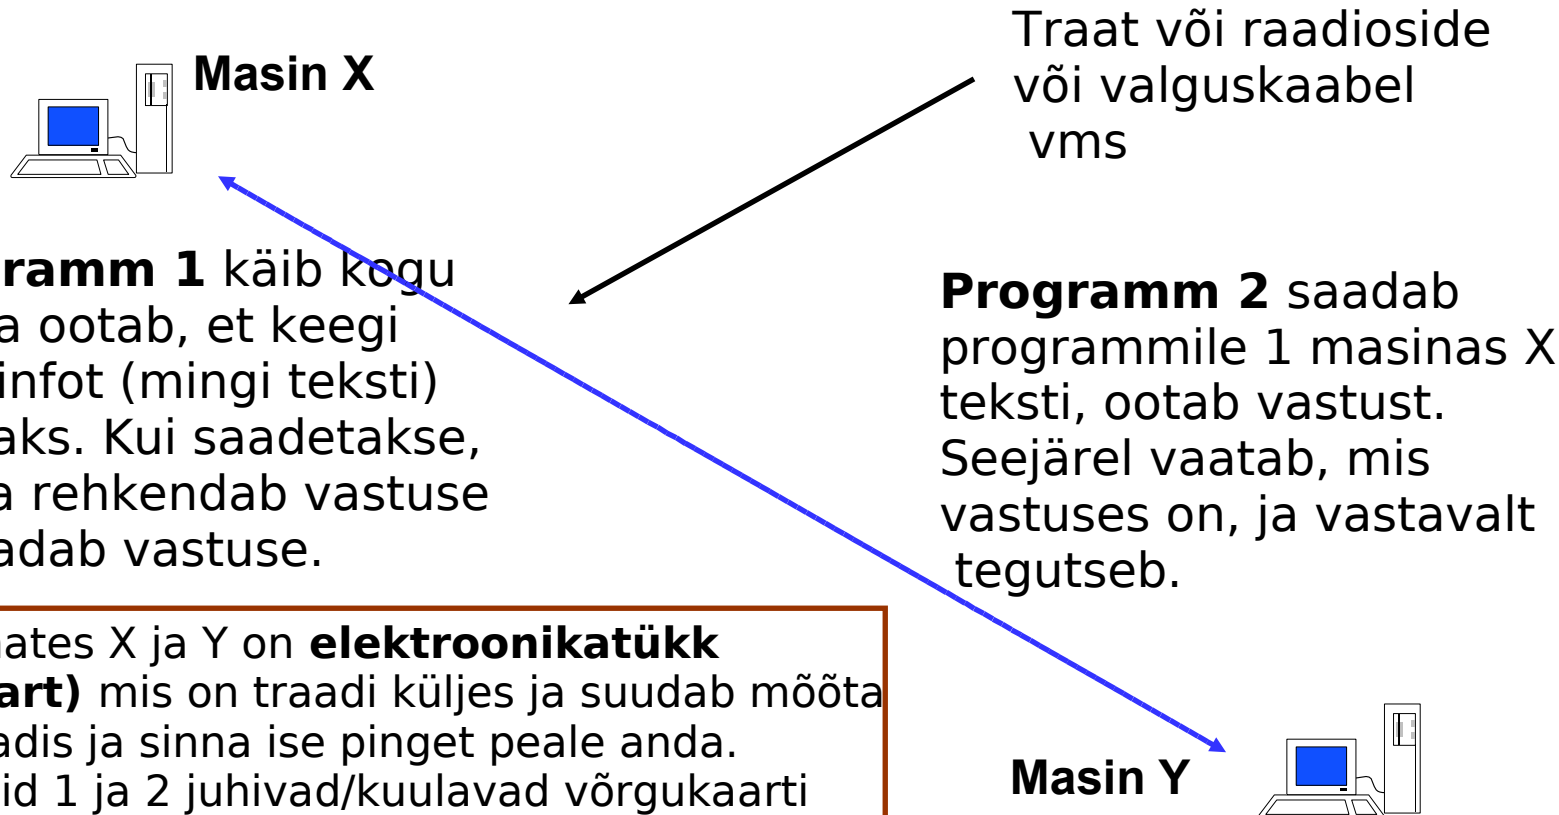 Masin X
Traat või raadioside
või valguskaabel
vms
ramm 1 käib kogu
a ootab, et keegi
infot (mingi teksti)
aks. Kui saadetakse,
a rehkendab vastuse
adab vastuse.
Programm 2 saadab
programmile 1 masinas X
teksti, ootab vastust.
Seejärel vaatab, mis
vastuses on, ja vastavalt
tegutseb.
ates X ja Y on elektroonikatükk
art) mis on traadi küljes ja suudab mõõta
adis ja sinna ise pinget peale anda.
id 1 ja 2 juhivad/kuulavad võrgukaarti
Masin Y